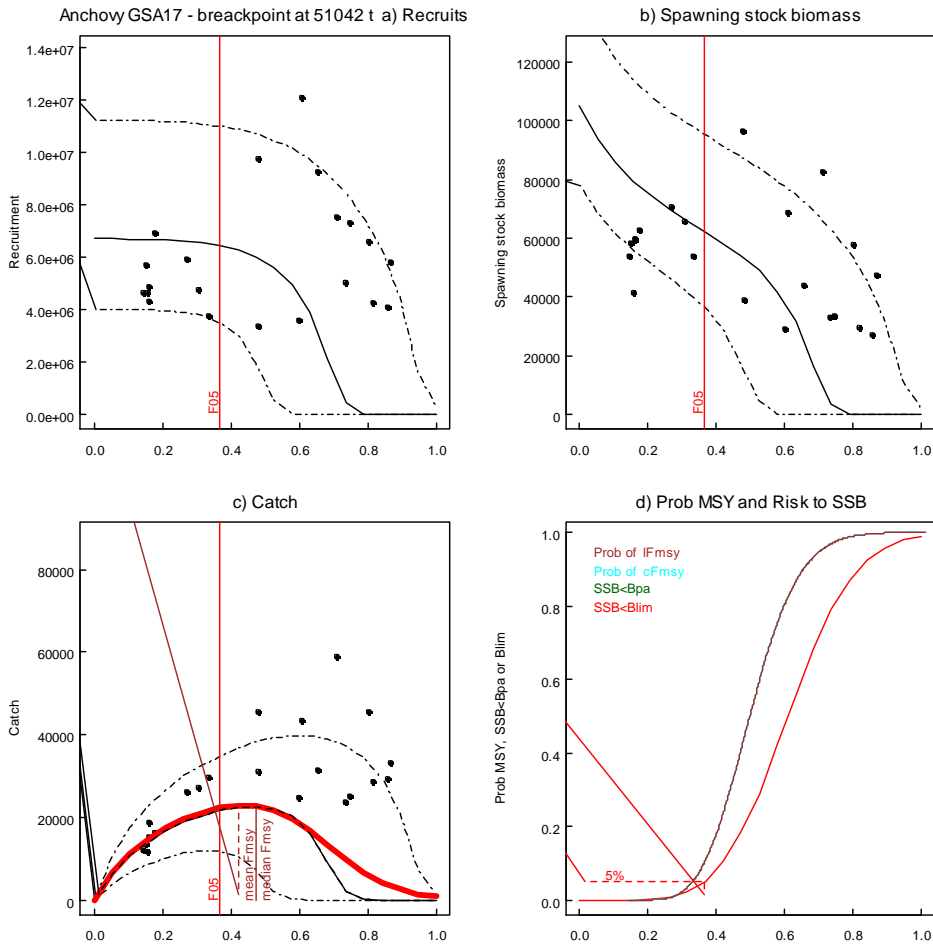 Anchovy GSA17 - breackpoint at 51042 t a) Recruits
1.4e+07
1.2e+07
1.0e+07
8.0e+06
6.0e+06
4.0e+06
2.0e+06
0.0e+00
Recruitment
F05
0.0 0.2 0.4 0.6 0.8 1.0
b) Spawning stock biomass
120000
100000
80000
60000
40000
20000
0
Spawning stock biomass
F05
0.0 0.2 0.4 0.6 0.8 1.0
c) Catch
80000
60000
40000
20000
0
Catch
F05
mean Fmsy
median Fmsy
0.0 0.2 0.4 0.6 0.8 1.0
d) Prob MSY and Risk to SSB
1.0
0.8
0.6
0.4
0.2
0.0
Prob MSY, SSB<Bpa or Blim
Prob of lFmsy
Prob of cFmsy
SSB<Bpa
SSB<Blim
5%
0.0 0.2 0.4 0.6 0.8 1.0